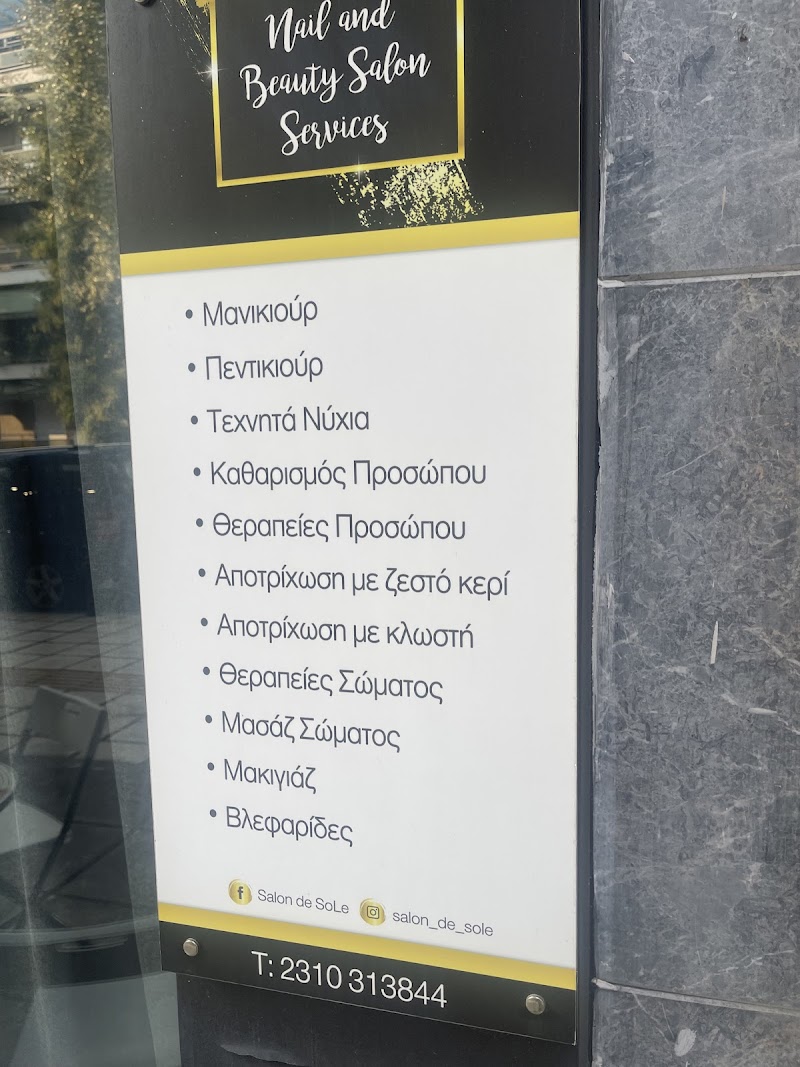 Nail and
Beauty Salon
Services
• Μανικιούρ
• Πεντικιούρ
• Τεχνητά Νύχια
• Καθαρισμός Προσώπου
• Θεραπείες Προσώπου
• Αποτρίχωση με ζεστό κερί
• Αποτρίχωση με κλωστή
• Θεραπείες Σώματος
• Μασάζ Σώματος
• Μακιγιάζ
• Βλεφαρίδες
Salon de SoLe salon_de_sole
T: 2310 313844